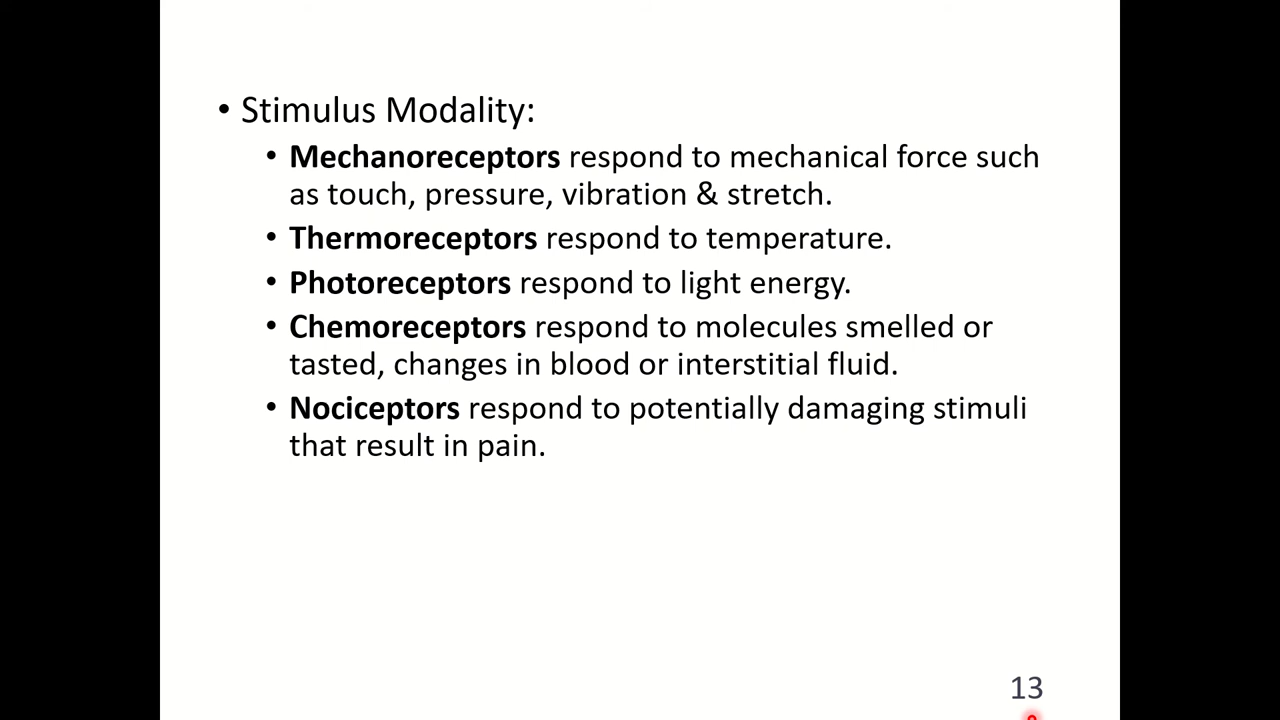 • Stimulus Modality:
• Mechanoreceptors respond to mechanical force such
as touch, pressure, vibration & stretch.
• Thermoreceptors respond to temperature.
• Photoreceptors respond to light energy.
• Chemoreceptors respond to molecules smelled or
tasted, changes in blood or interstitial fluid.
• Nociceptors respond to potentially damaging stimuli
that result in pain.
13